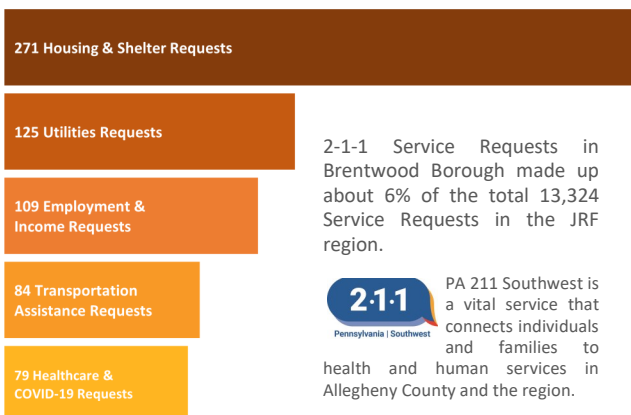 271 Housing & Shelter Requests
125 Utilities Requests
109 Employment &
Income Requests
84 Transportation
Assistance Requests
79 Healthcare &
COVID-19 Requests
2-1-1 Service Requests in
Brentwood Borough made up
about 6% of the total 13,324
Service Requests in the JRF
region.
2·1·1
Pennsylvania | Southwest
PA 211 Southwest is
a vital service that
connects individuals
and families to
health and human services in
Allegheny County and the region.